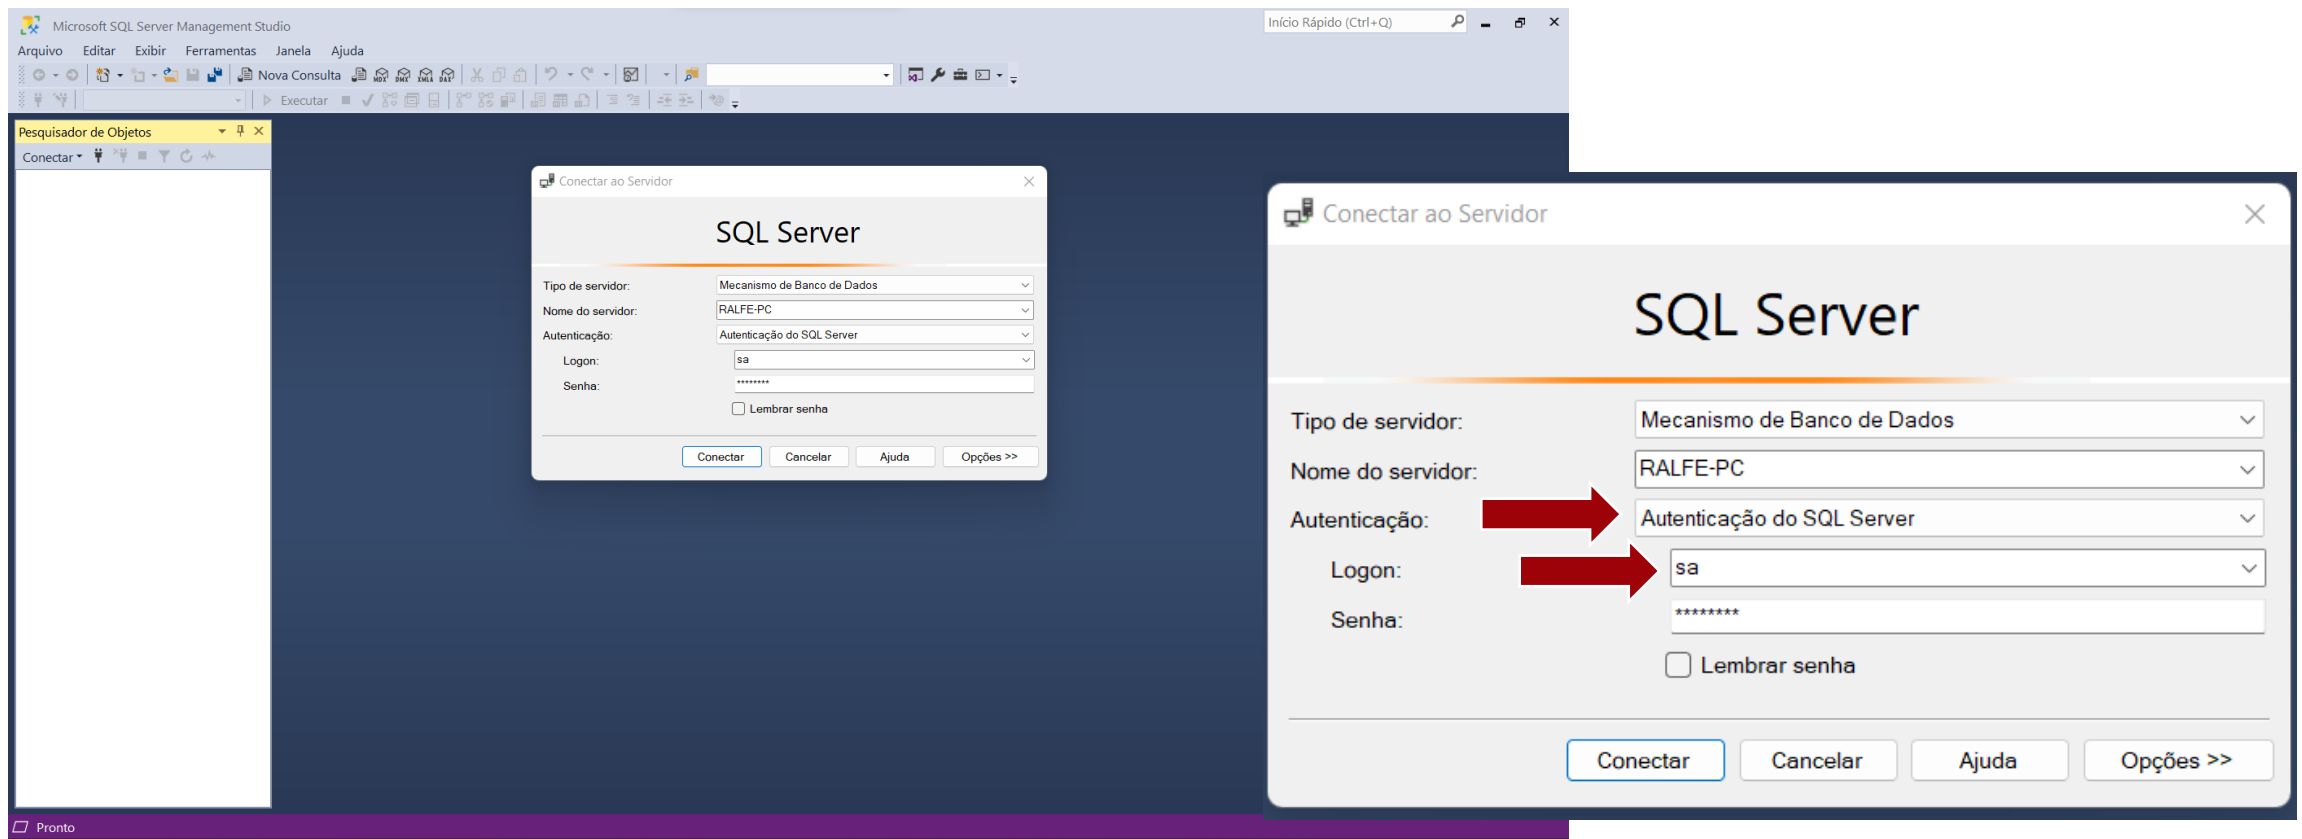 Microsoft SQL Server Management Studio
Início Rápido (Ctrl+Q)
Arquivo Editar Exibir Ferramentas Janela Ajuda
Nova Consulta MDX DMX XMLA DAX
Executar
Pesquisador de Objetos
Conectar
Conectar ao Servidor
SQL Server
Tipo de servidor: Mecanismo de Banco de Dados
Nome do servidor: RALFE-PC
Autenticação: Autenticação do SQL Server
Logon: sa
Senha: ********
Lembrar senha
Conectar Cancelar Ajuda Opções >>
Pronto
Conectar ao Servidor
SQL Server
Tipo de servidor: Mecanismo de Banco de Dados
Nome do servidor: RALFE-PC
Autenticação: Autenticação do SQL Server
Logon: sa
Senha: ********
Lembrar senha
Conectar Cancelar Ajuda Opções >>